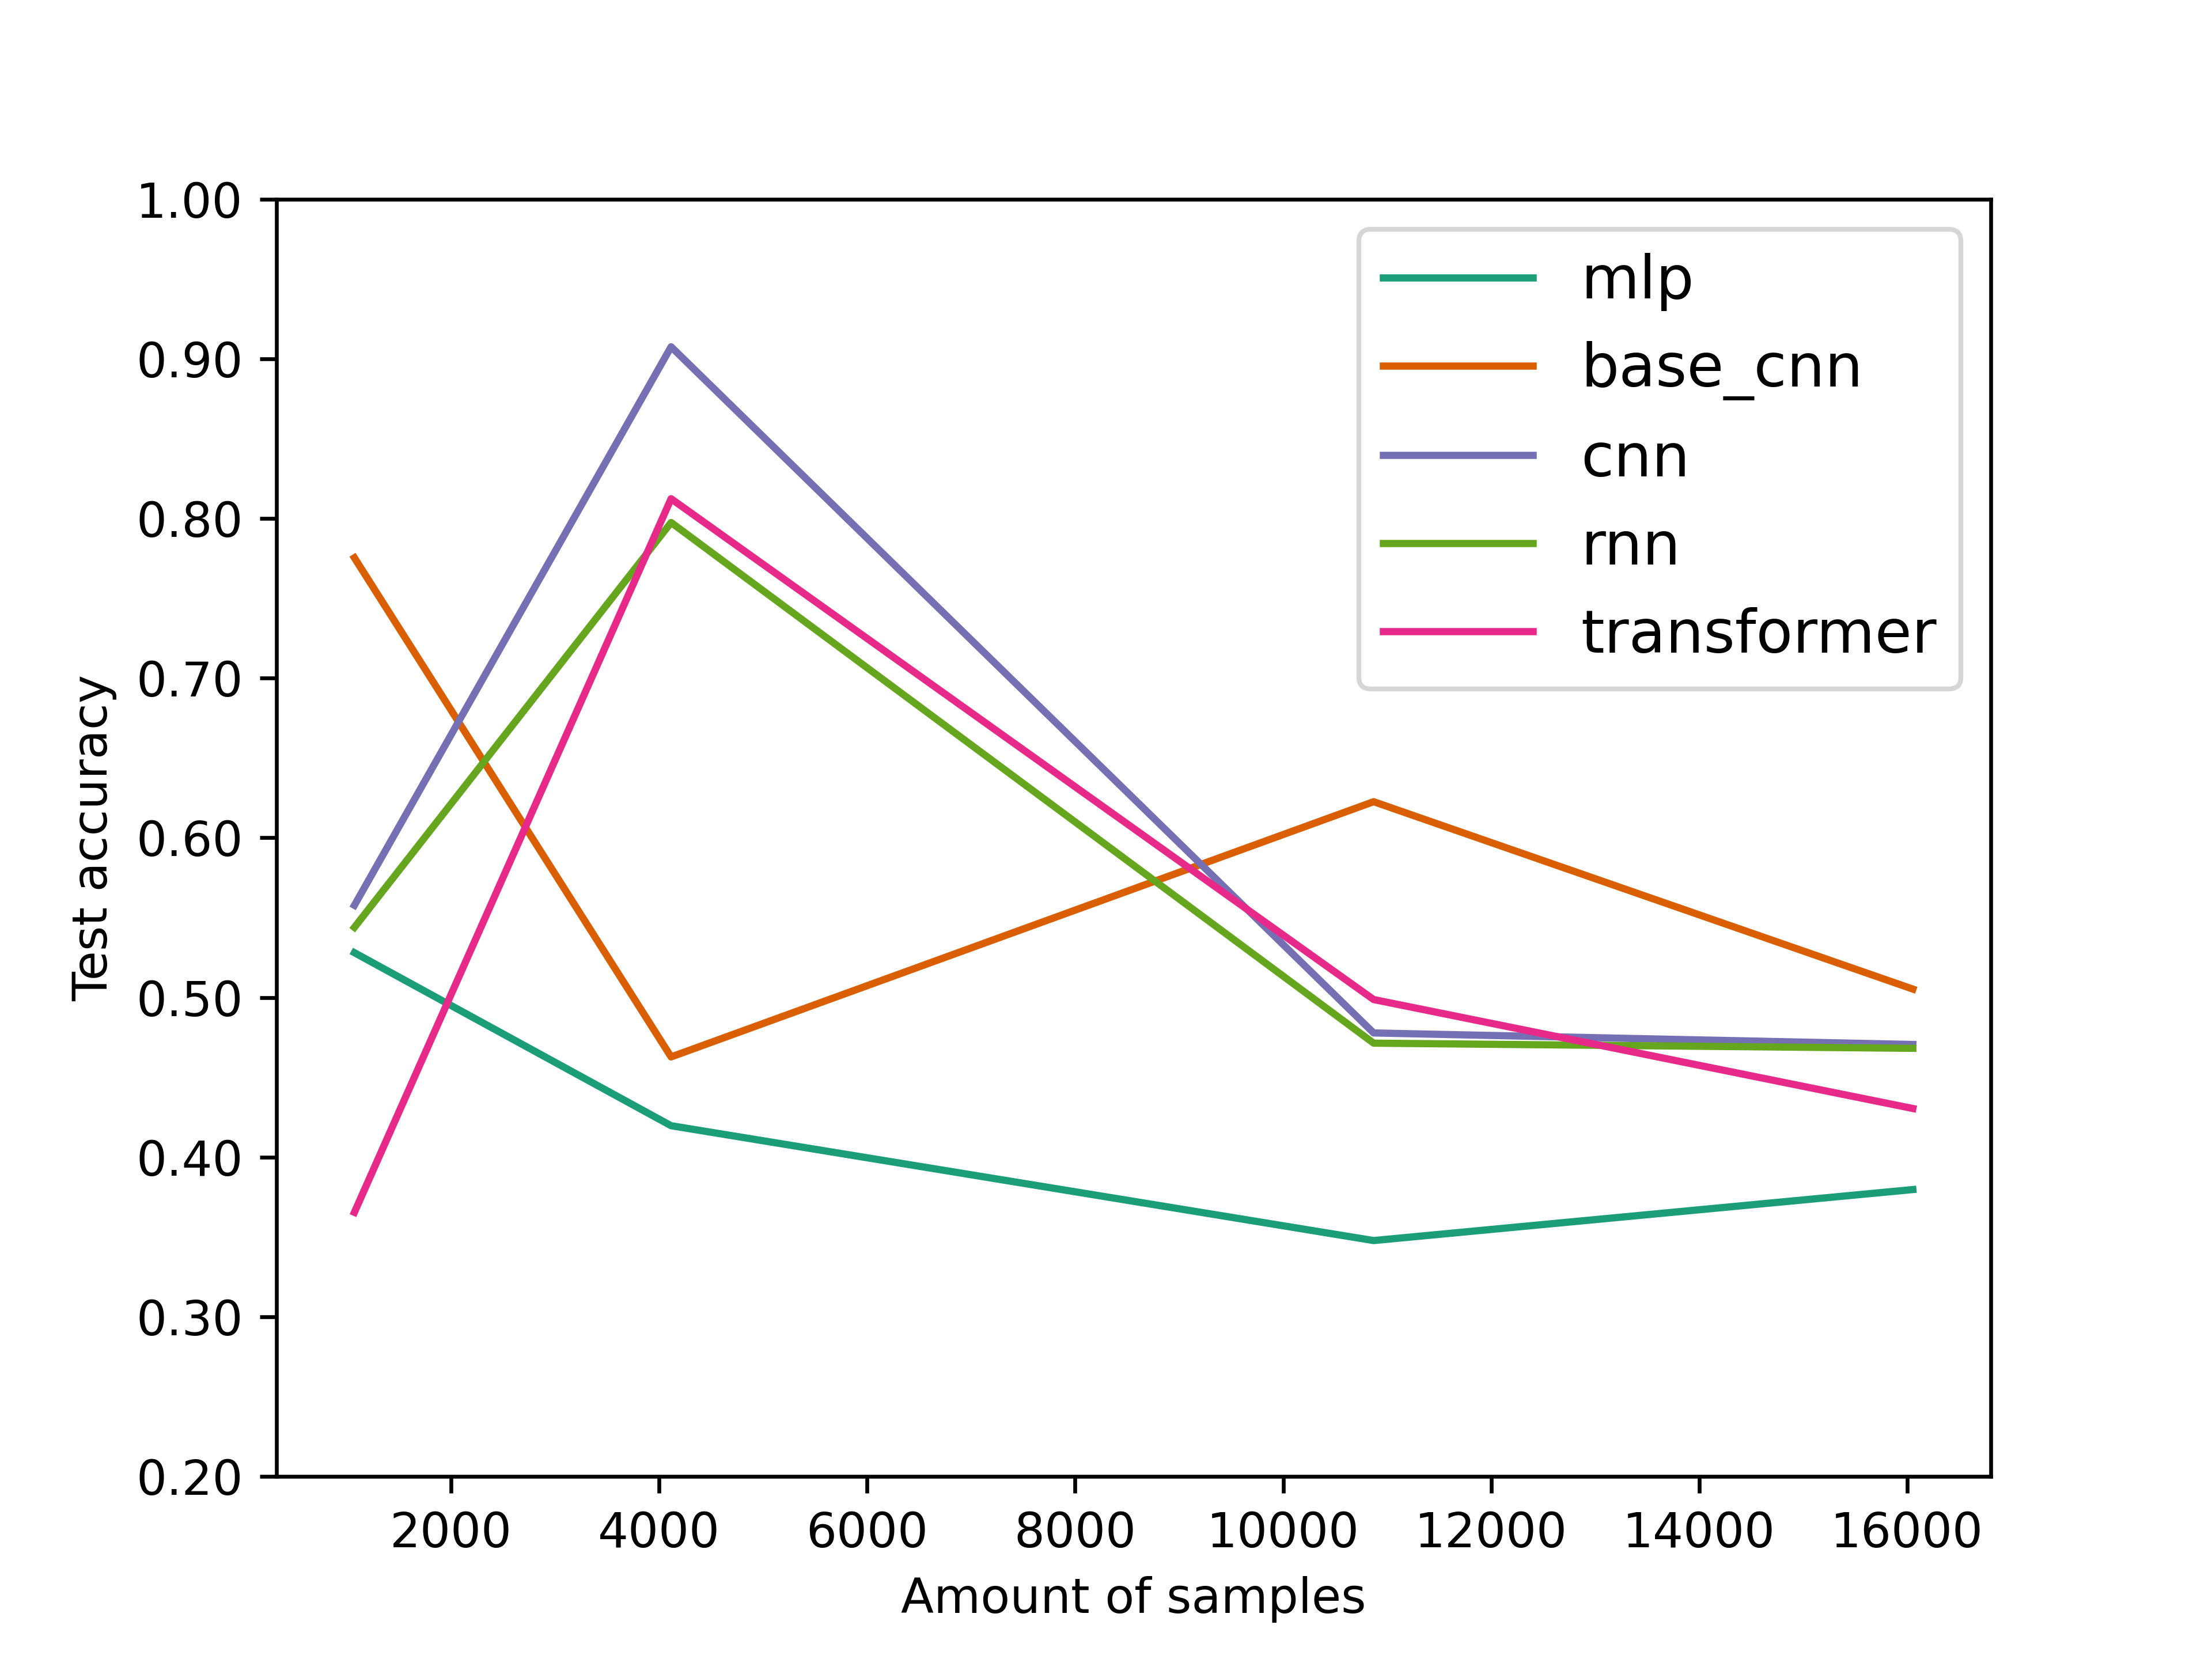 1.00
0.90
0.80
0.70
0.60
0.50
0.40
0.30
0.20
Test accuracy
mlp
base_cnn
cnn
rnn
transformer
2000 4000 6000 8000 10000 12000 14000 16000
Amount of samples